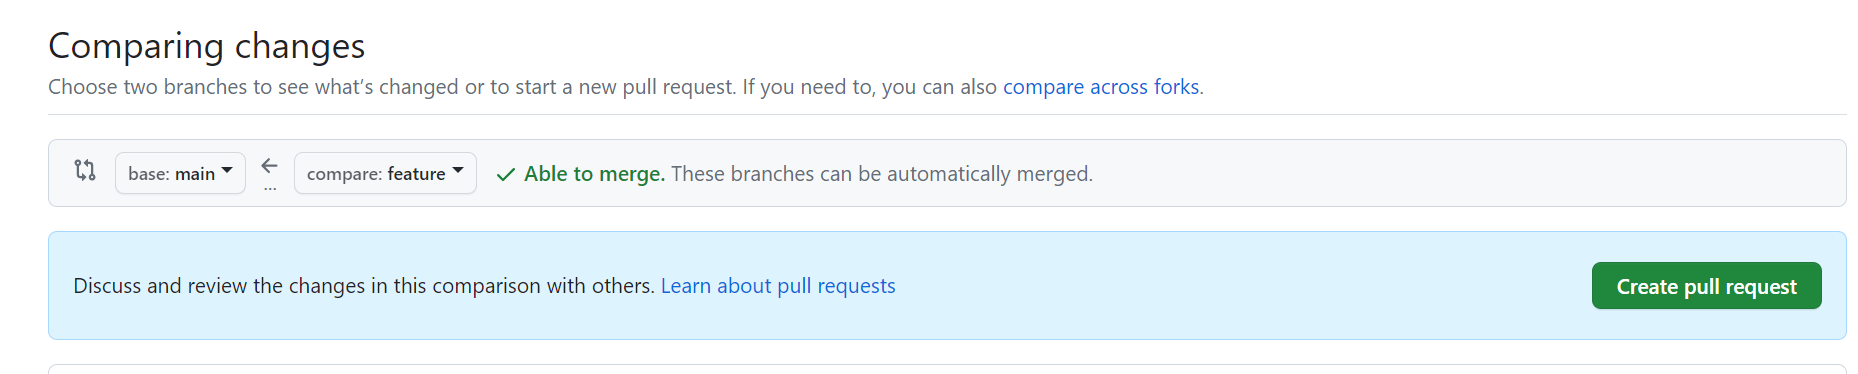 Comparing changes
Choose two branches to see what’s changed or to start a new pull request. If you need to, you can also compare across forks.
base: main ... compare: feature Able to merge. These branches can be automatically merged.
Discuss and review the changes in this comparison with others. Learn about pull requests Create pull request